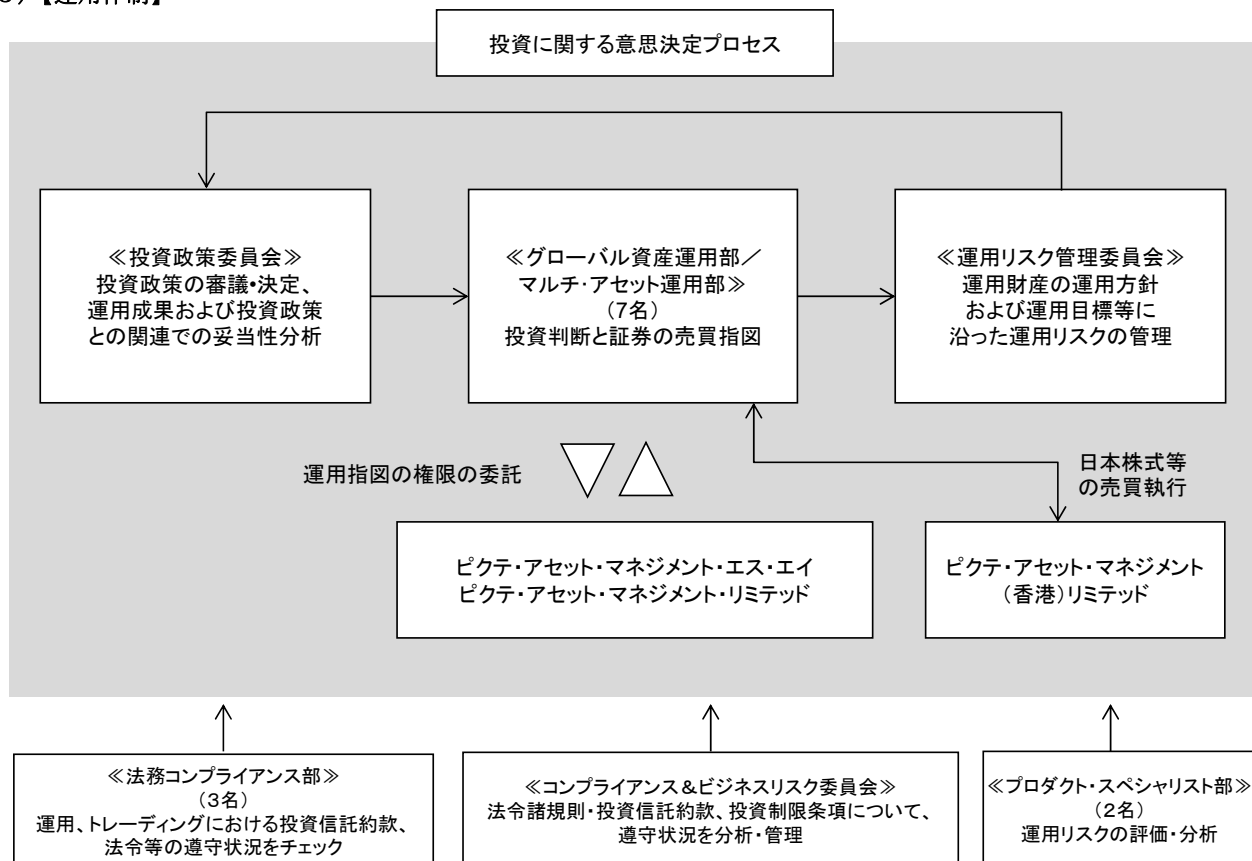 【運用体制】
投資に関する意思決定プロセス
≪投資政策委員会≫
投資政策の審議・決定、
運用成果および投資政策
との関連での妥当性分析
≪グローバル資産運用部／
マルチ・アセット運用部≫
（7名）
投資判断と証券の売買指図
≪運用リスク管理委員会≫
運用財産の運用方針
および運用目標等に
沿った運用リスクの管理
運用指図の権限の委託
日本株式等
の売買執行
ピクテ・アセット・マネジメント・エス・エイ
ピクテ・アセット・マネジメント・リミテッド
ピクテ・アセット・マネジメント
（香港）リミテッド
≪法務コンプライアンス部≫
（3名）
運用、トレーディングにおける投資信託約款、
法令等の遵守状況をチェック
≪コンプライアンス＆ビジネスリスク委員会≫
法令諸規則・投資信託約款、投資制限条項について、
遵守状況を分析・管理
≪プロダクト・スペシャリスト部≫
（2名）
運用リスクの評価・分析